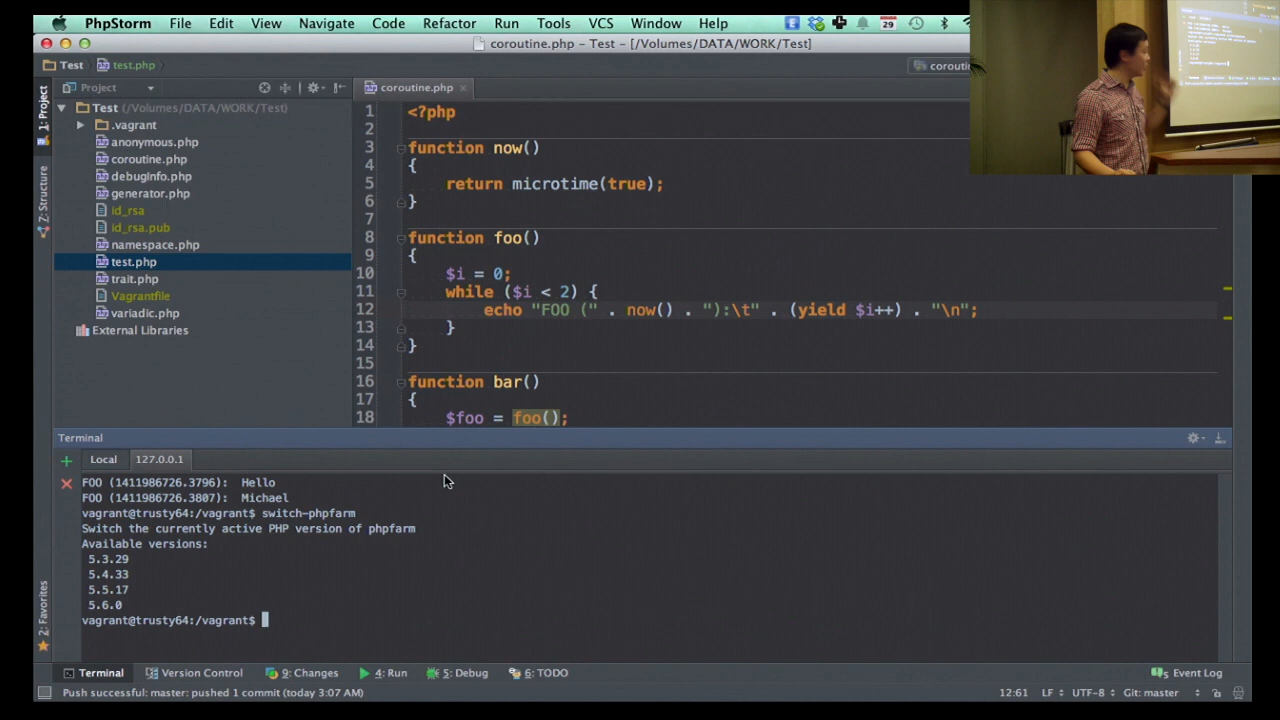 PhpStorm File Edit View Navigate Code Refactor Run Tools VCS Window Help 29
coroutine.php - Test - [/Volumes/DATA/WORK/Test]
Test test.php
Project
coroutine.php
1: Project
Z: Structure
2: Favorites
Test (/Volumes/DATA/WORK/Test)
.vagrant
anonymous.php
coroutine.php
debugInfo.php
generator.php
id_rsa
id_rsa.pub
namespace.php
test.php
trait.php
Vagrantfile
variadic.php
External Libraries
1 <?php
2
3 function now()
4 {
5 return microtime(true);
6 }
7
8 function foo()
9 {
10 $i = 0;
11 while ($i < 2) {
12 echo "FOO (" . now() . "):\t" . (yield $i++) . "\n";
13 }
14 }
15
16 function bar()
17 {
18 $foo = foo();
Terminal
Local 127.0.0.1
FOO (1411986726.3796): Hello
FOO (1411986726.3807): Michael
vagrant@trusty64:/vagrant$ switch-phpfarm
Switch the currently active PHP version of phpfarm
Available versions:
5.3.29
5.4.33
5.5.17
5.6.0
vagrant@trusty64:/vagrant$
Terminal Version Control 9: Changes 4: Run 5: Debug 6: TODO Event Log
Push successful: master: pushed 1 commit (today 3:07 AM) 12:61 LF UTF-8 Git: master